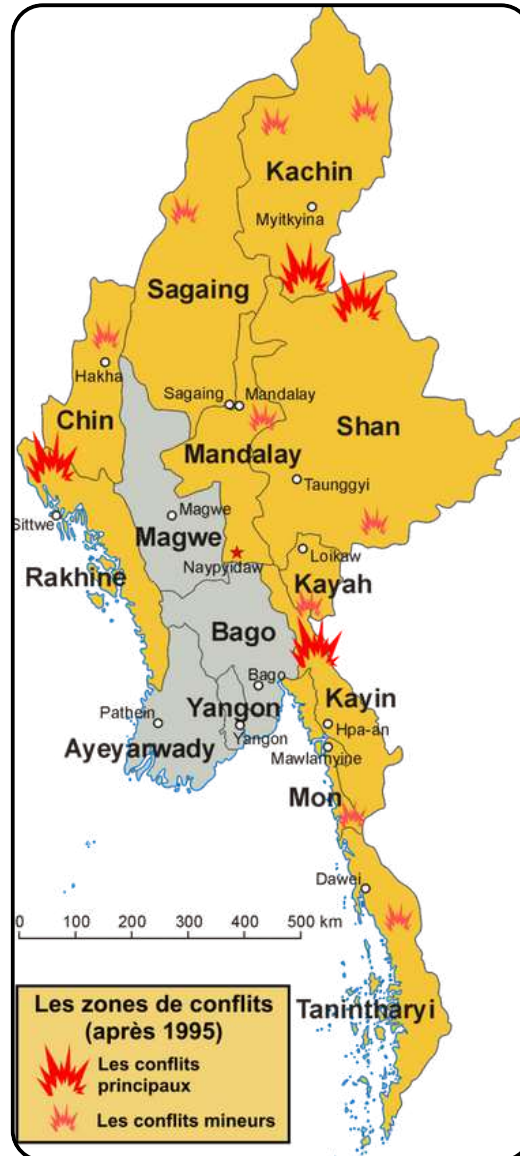 Kachin
Myitkyina
Sagaing
Hakha
Sagaing
Mandalay
Chin
Mandalay
Shan
Taunggyi
Magwe
Sittwe
Magwe
Naypyidaw
Loikaw
Rakhine
Kayah
Bago
Bago
Kayin
Pathein
Yangon
Hpa-an
Yangon
Ayeyarwady
Mawlamyine
Mon
Dawei
0 100 200 300 400 500 km
Tanintharyi
Les zones de conflits
(après 1995)
Les conflits
principaux
Les conflits mineurs